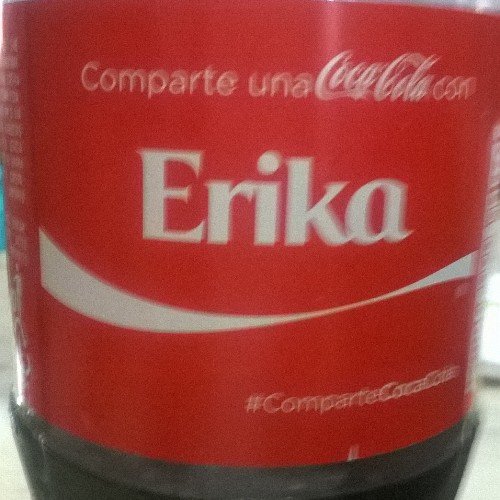 Comparte una Coca-Cola con
Erika
#ComparteCocaCola